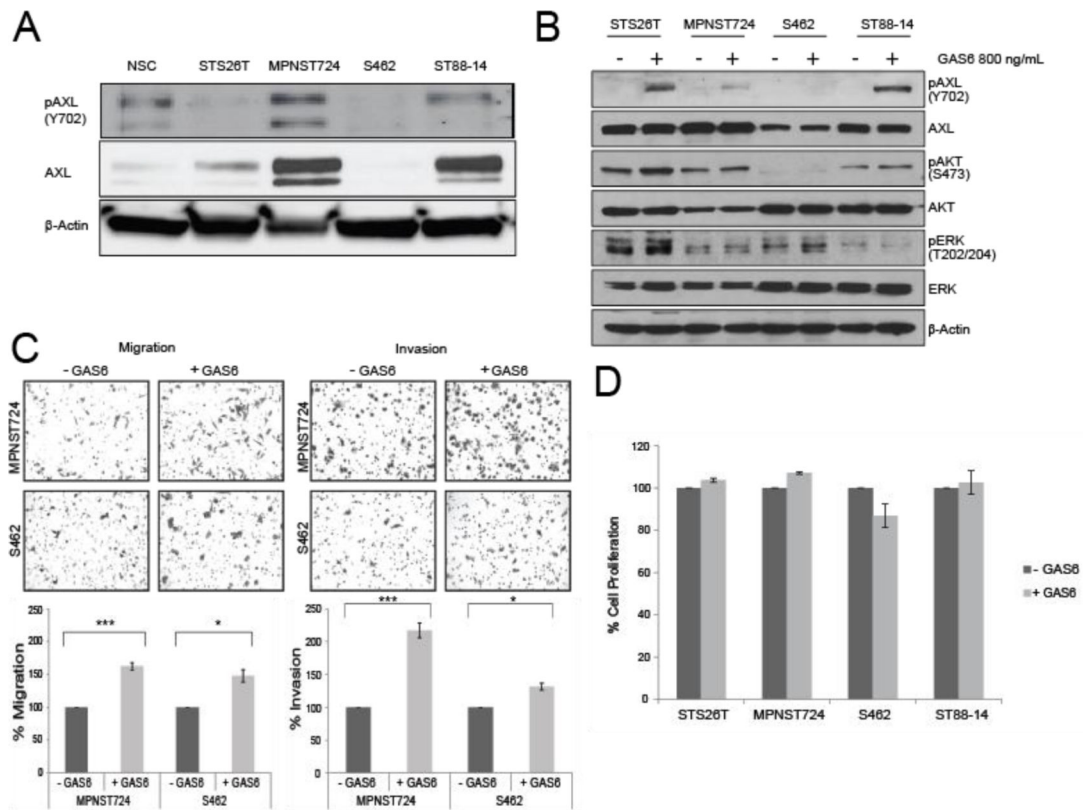 A
NSC STS26T MPNST724 S462 ST88-14
pAXL
(Y702)
AXL
β-Actin
B
STS26T MPNST724 S462 ST88-14
- + - + - + - + GAS6 800 ng/mL
pAXL
(Y702)
AXL
pAKT
(S473)
AKT
pERK
(T202/204)
ERK
β-Actin
C
Migration Invasion
- GAS6 + GAS6 - GAS6 + GAS6
MPNST724 MPNST724
S462 S462
% Migration
250
200
150
100
50
0
*** *
- GAS6 + GAS6 - GAS6 + GAS6
MPNST724 S462
% Invasion
250
200
150
100
50
0
*** *
- GAS6 + GAS6 - GAS6 + GAS6
MPNST724 S462
D
% Cell Proliferation
120
100
80
60
40
20
0
STS26T MPNST724 S462 ST88-14
- GAS6
+ GAS6